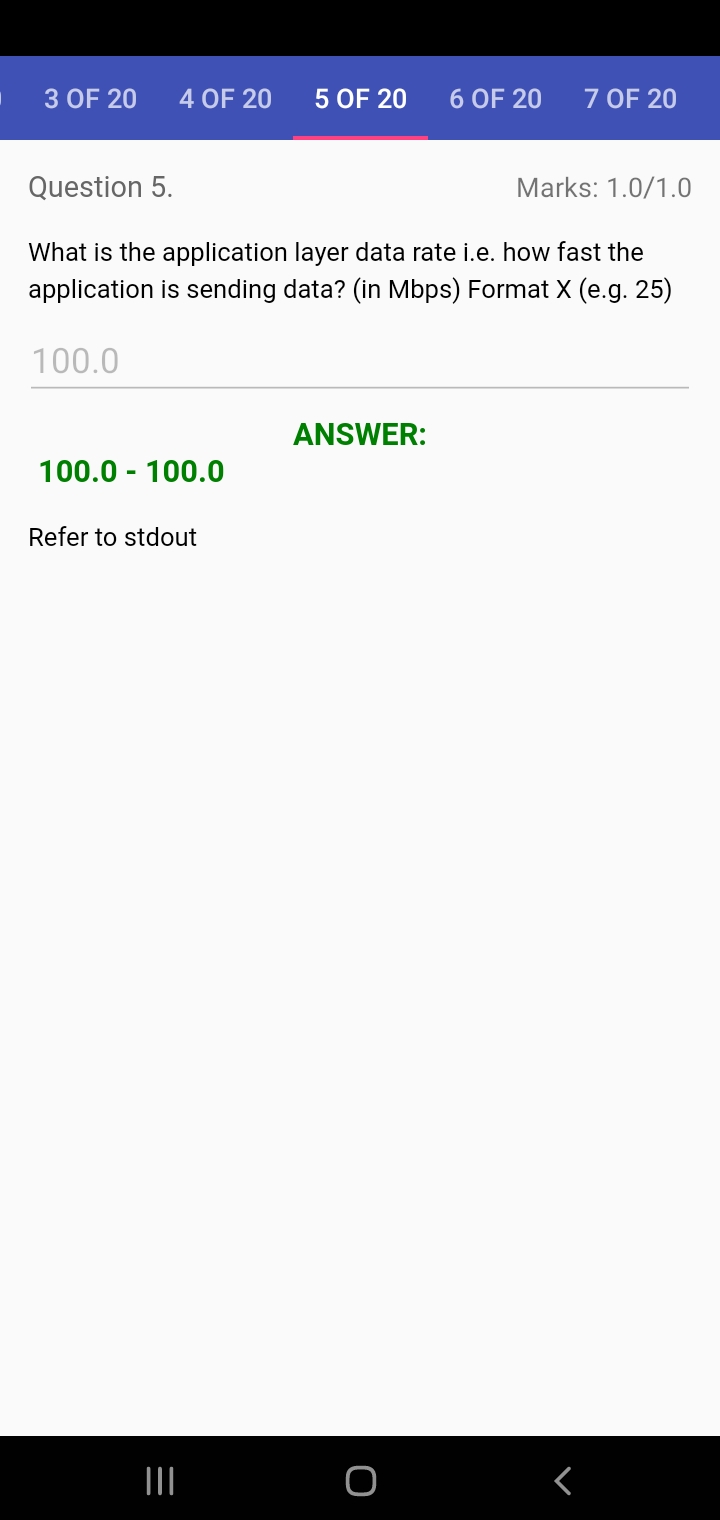 3 OF 20 4 OF 20 5 OF 20 6 OF 20 7 OF 20
Question 5. Marks: 1.0/1.0
What is the application layer data rate i.e. how fast the
application is sending data? (in Mbps) Format X (e.g. 25)
100.0
ANSWER:
100.0 - 100.0
Refer to stdout